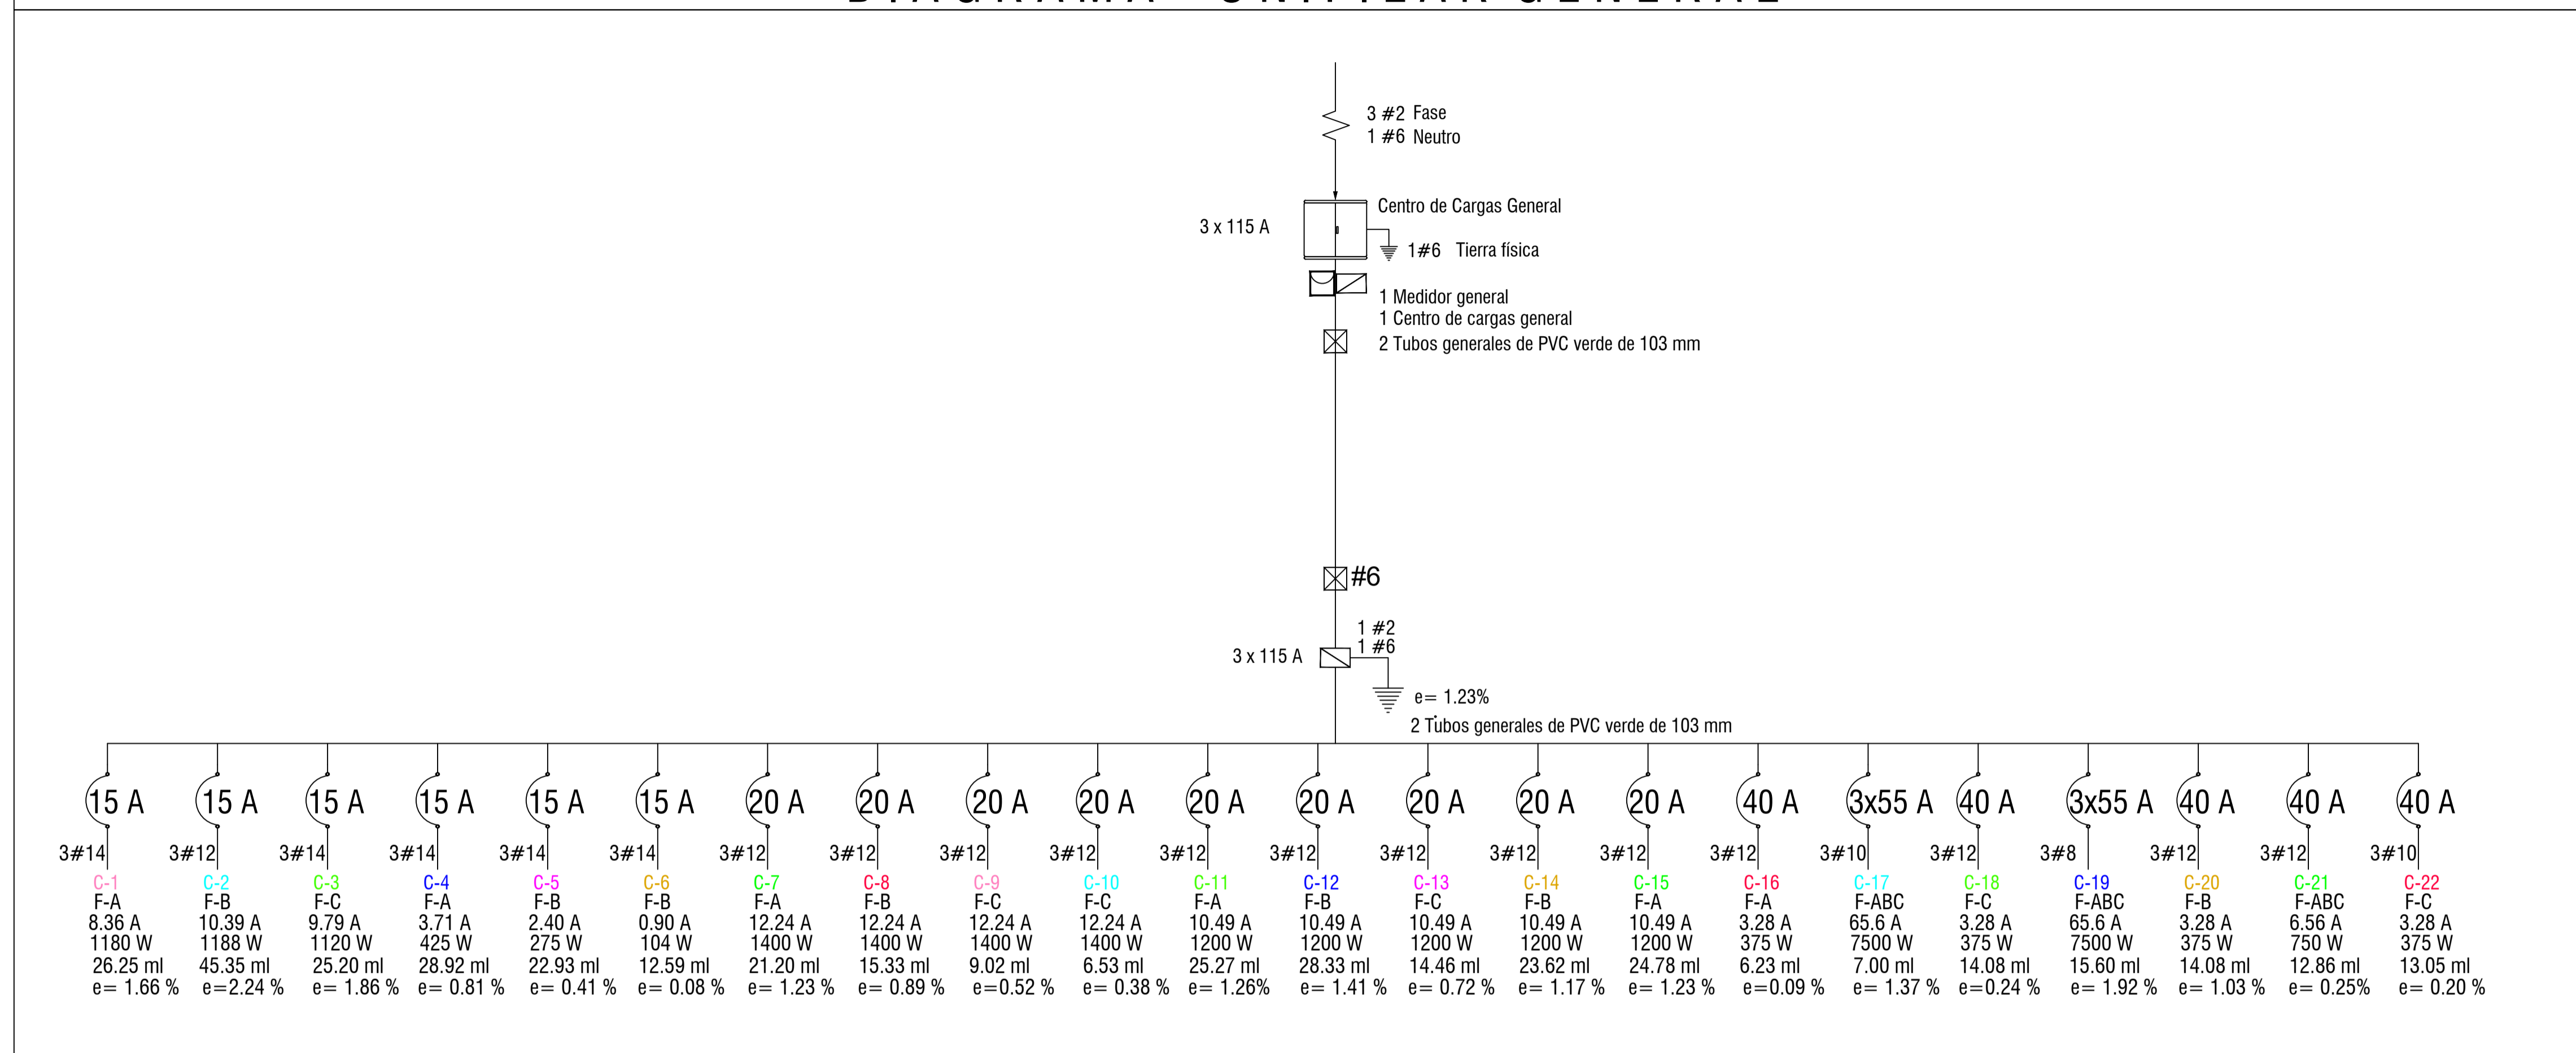 DIAGRAMA UNIFILAR GENERAL
3 #2 Fase
1 #6 Neutro
Centro de Cargas General
3 x 115 A
1#6 Tierra física
1 Medidor general
1 Centro de cargas general
2 Tubos generales de PVC verde de 103 mm
#6
1 #2
1 #6
3 x 115 A
e= 1.23%
2 Tubos generales de PVC verde de 103 mm
15 A 15 A 15 A 15 A 15 A 15 A 20 A 20 A 20 A 20 A 20 A 20 A 20 A 20 A 20 A 40 A 3x55 A 40 A 3x55 A 40 A 40 A 40 A
3#14 3#12 3#14 3#14 3#14 3#14 3#12 3#12 3#12 3#12 3#12 3#12 3#12 3#12 3#12 3#12 3#10 3#12 3#8 3#12 3#12 3#10
C-1 C-2 C-3 C-4 C-5 C-6 C-7 C-8 C-9 C-10 C-11 C-12 C-13 C-14 C-15 C-16 C-17 C-18 C-19 C-20 C-21 C-22
F-A F-B F-C F-A F-B F-B F-A F-B F-C F-C F-A F-B F-C F-B F-A F-A F-ABC F-C F-ABC F-B F-ABC F-C
8.36 A 10.39 A 9.79 A 3.71 A 2.40 A 0.90 A 12.24 A 12.24 A 12.24 A 12.24 A 10.49 A 10.49 A 10.49 A 10.49 A 10.49 A 3.28 A 65.6 A 3.28 A 65.6 A 3.28 A 6.56 A 3.28 A
1180 W 1188 W 1120 W 425 W 275 W 104 W 1400 W 1400 W 1400 W 1400 W 1200 W 1200 W 1200 W 1200 W 1200 W 375 W 7500 W 375 W 7500 W 375 W 750 W 375 W
26.25 ml 45.35 ml 25.20 ml 28.92 ml 22.93 ml 12.59 ml 21.20 ml 15.33 ml 9.02 ml 6.53 ml 25.27 ml 28.33 ml 14.46 ml 23.62 ml 24.78 ml 6.23 ml 7.00 ml 14.08 ml 15.60 ml 14.08 ml 12.86 ml 13.05 ml
e= 1.66 % e=2.24 % e= 1.86 % e= 0.81 % e= 0.41 % e= 0.08 % e= 1.23 % e= 0.89 % e=0.52 % e= 0.38 % e= 1.26% e= 1.41 % e= 0.72 % e= 1.17 % e= 1.23 % e=0.09 % e= 1.37 % e=0.24 % e= 1.92 % e= 1.03 % e= 0.25% e= 0.20 %